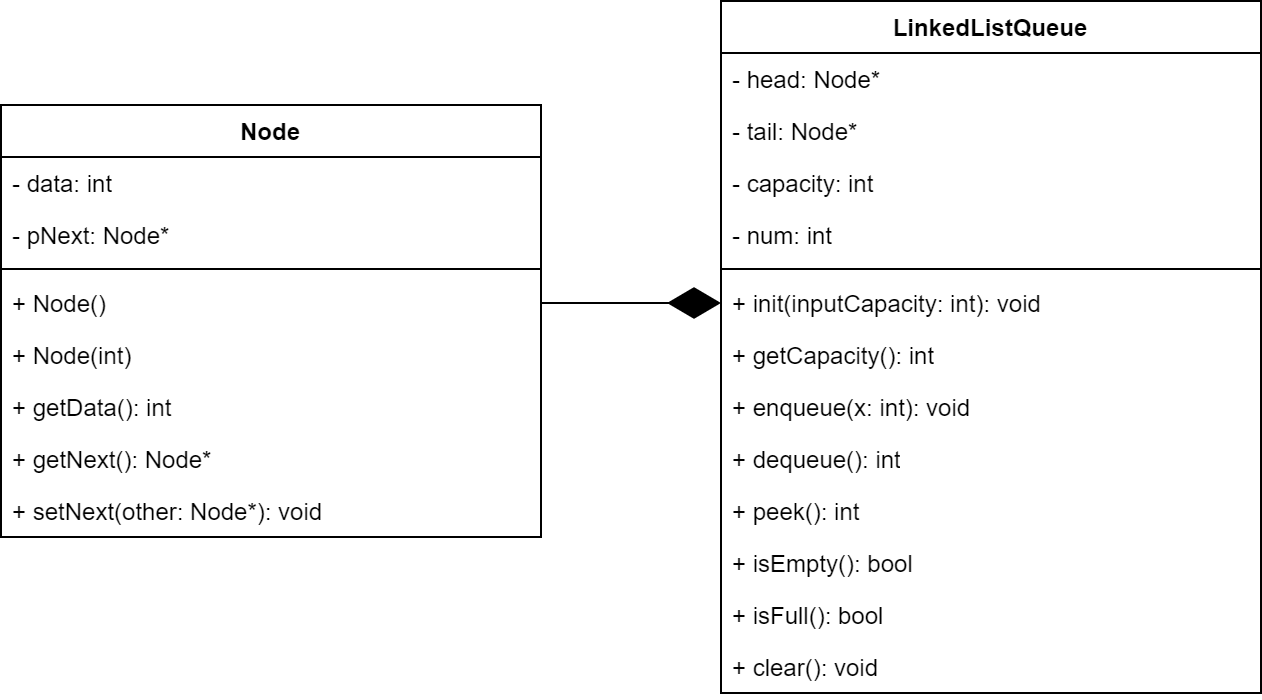 Node
- data: int
- pNext: Node*
+ Node()
+ Node(int)
+ getData(): int
+ getNext(): Node*
+ setNext(other: Node*): void
LinkedListQueue
- head: Node*
- tail: Node*
- capacity: int
- num: int
+ init(inputCapacity: int): void
+ getCapacity(): int
+ enqueue(x: int): void
+ dequeue(): int
+ peek(): int
+ isEmpty(): bool
+ isFull(): bool
+ clear(): void